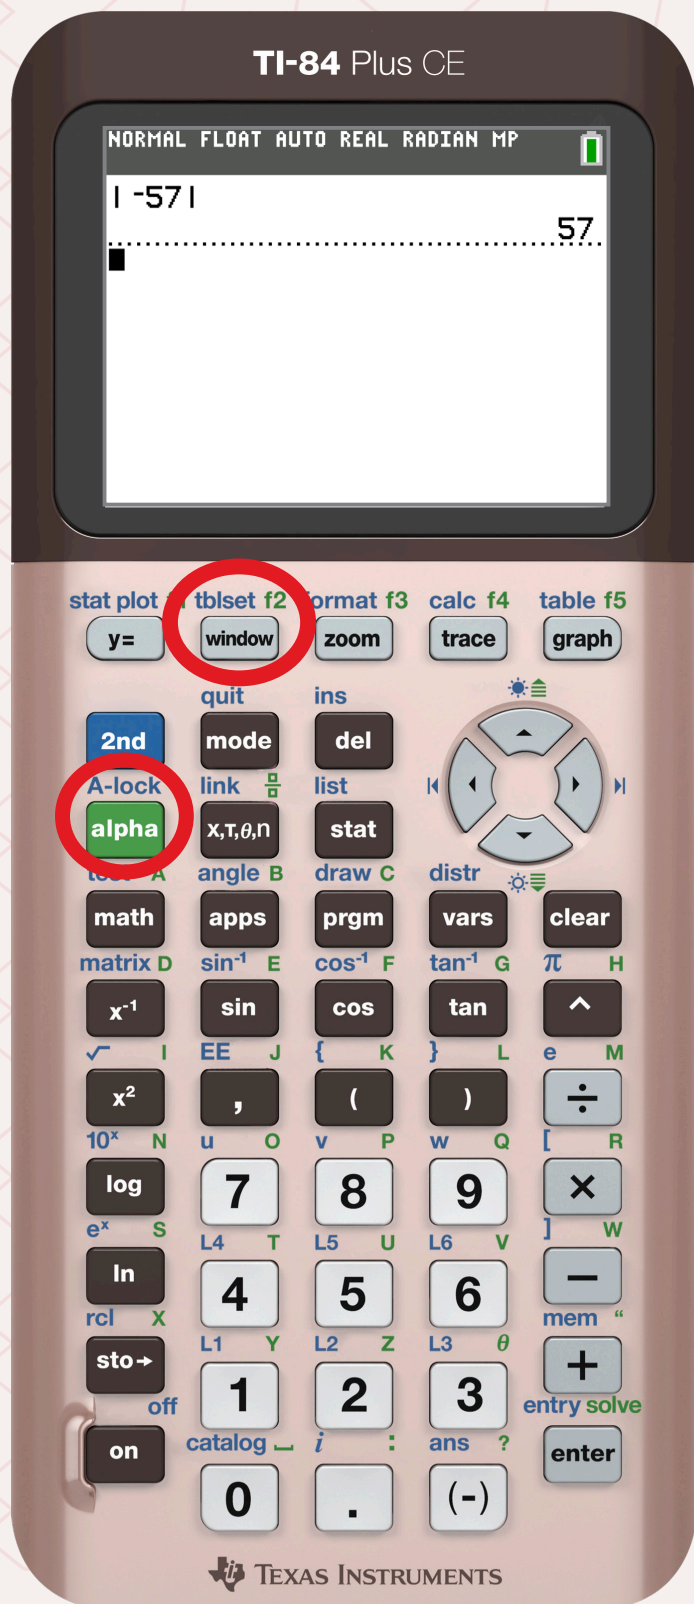 TI-84 Plus CE
NORMAL FLOAT AUTO REAL RADIAN MP
|-57|
57
stat plot tblset f2 format f3 calc f4 table f5
y= window zoom trace graph
quit ins
2nd mode del
A-lock link list
alpha X,T,θ,n stat
test A angle B draw C distr
math apps prgm vars clear
matrix D sin⁻¹ E cos⁻¹ F tan⁻¹ G π H
x⁻¹ sin cos tan ^
√ I EE J { K } L e M
x² , ( ) ÷
10ˣ N u O v P w Q [ R
log 7 8 9 ×
eˣ S L4 T L5 U L6 V ] W
ln 4 5 6 −
rcl X L1 Y L2 Z L3 θ mem “
sto→ 1 2 3 +
off catalog ⎵ i : ans ? entry solve
on 0 . (-) enter
TEXAS INSTRUMENTS